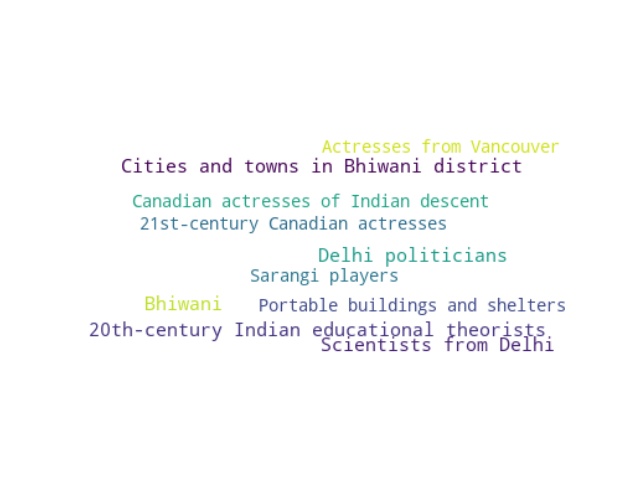 Actresses from Vancouver
Cities and towns in Bhiwani district
Canadian actresses of Indian descent
21st-century Canadian actresses
Delhi politicians
Sarangi players
Bhiwani
Portable buildings and shelters
20th-century Indian educational theorists
Scientists from Delhi